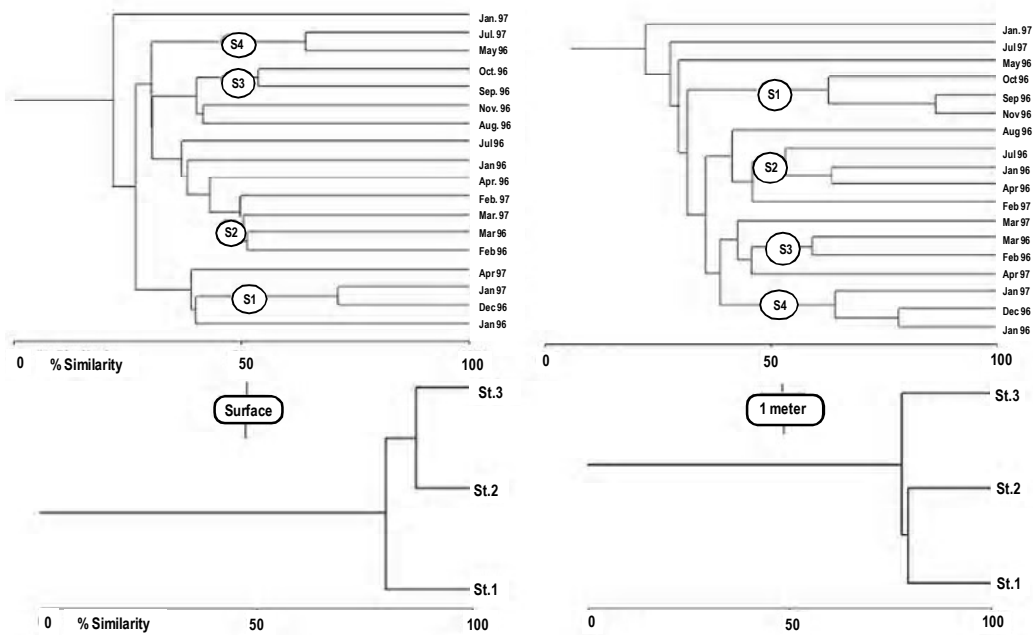 Jan. 97
Jul. 97
S4
May 96
Oct. 96
S3
Sep. 96
Nov. 96
Aug. 96
Jul 96
Jan 96
Apr. 96
Feb. 97
Mar. 97
S2
Mar 96
Feb 96
Apr 97
Jan 97
S1
Dec 96
Jan 96
0 % Similarity 50 100
Jan. 97
Jul 97
May 96
Oct 96
S1
Sep 96
Nov 96
Aug 96
Jul 96
S2
Jan 96
Apr 96
Feb 97
Mar 97
Mar 96
S3
Feb 96
Apr 97
Jan 97
S4
Dec 96
Jan 96
0 50 100
St.3
Surface
St.2
St.1
0 % Similarity 50 100
St.3
1 meter
St.2
St.1
0 50 100